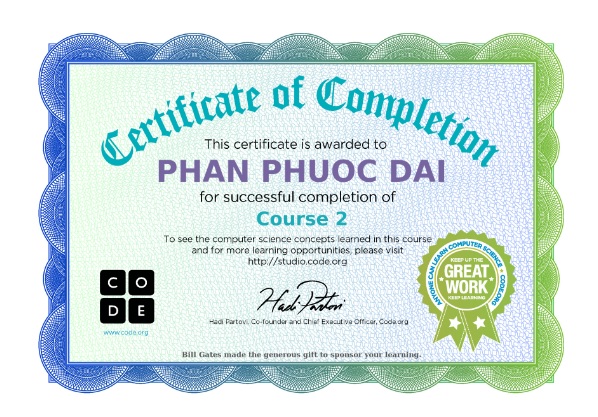 Certificate of Completion
This certificate is awarded to
PHAN PHUOC DAI
for successful completion of
Course 2
To see the computer science concepts learned in this course
and for more learning opportunities, please visit
http://studio.code.org
ANYONE CAN LEARN COMPUTER SCIENCE • CODE.ORG •
KEEP UP THE
GREAT
WORK
KEEP LEARNING
C O
D E
www.code.org
Hadi Partovi
Hadi Partovi, Co-founder and Chief Executive Officer, Code.org
Bill Gates made the generous gift to sponsor your learning.